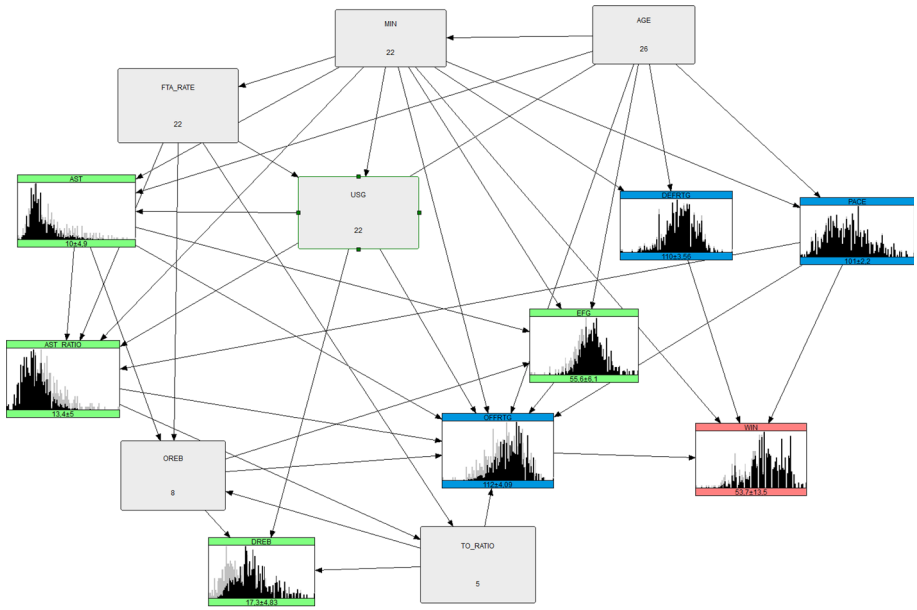 MIN
22
AGE
26
FTA_RATE
22
AST
10±4.9
USG
22
DEFRTG
110±3.56
PACE
101±2.2
EFG
55.6±6.1
AST_RATIO
13.4±5
OFFRTG
112±4.09
WIN
53.7±13.5
OREB
8
DREB
17.3±4.83
TO_RATIO
5